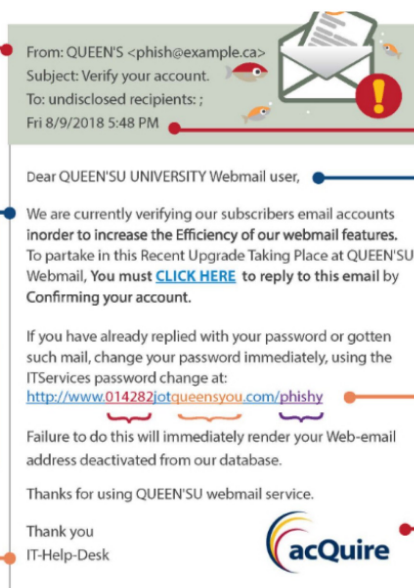 From: QUEEN'S <phish@example.ca>
Subject: Verify your account.
To: undisclosed recipients: ;
Fri 8/9/2018 5:48 PM
Dear QUEEN'SU UNIVERSITY Webmail user,
We are currently verifying our subscribers email accounts
inorder to increase the Efficiency of our webmail features.
To partake in this Recent Upgrade Taking Place at QUEEN'SU
Webmail, You must CLICK HERE to reply to this email by
Confirming your account.
If you have already replied with your password or gotten
such mail, change your password immediately, using the
ITServices password change at:
http://www.014282jotqueensyou.com/phishy
Failure to do this will immediately render your Web-email
address deactivated from our database.
Thanks for using QUEEN'SU webmail service.
Thank you
IT-Help-Desk
acQuire